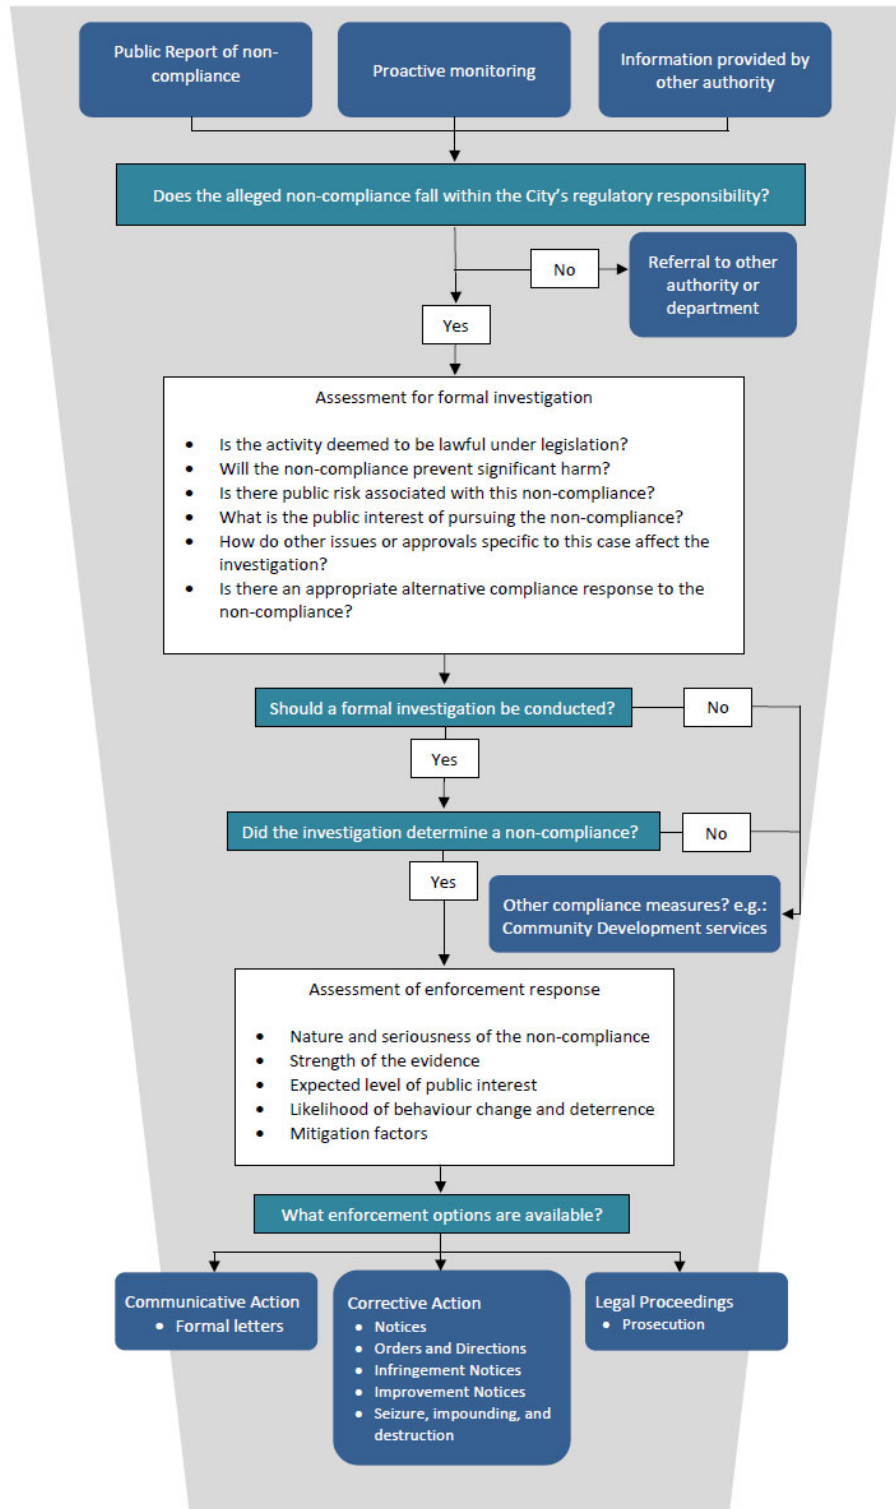 Public Report of non-
compliance
Proactive monitoring
Information provided by
other authority
Does the alleged non-compliance fall within the City's regulatory responsibility?
No
Referral to other
authority or
department
Yes
Assessment for formal investigation
• Is the activity deemed to be lawful under legislation?
• Will the non-compliance prevent significant harm?
• Is there public risk associated with this non-compliance?
• What is the public interest of pursuing the non-compliance?
• How do other issues or approvals specific to this case affect the
investigation?
• Is there an appropriate alternative compliance response to the
non-compliance?
Should a formal investigation be conducted?
No
Yes
Did the investigation determine a non-compliance?
No
Yes
Other compliance measures? e.g.:
Community Development services
Assessment of enforcement response
• Nature and seriousness of the non-compliance
• Strength of the evidence
• Expected level of public interest
• Likelihood of behaviour change and deterrence
• Mitigation factors
What enforcement options are available?
Communicative Action
• Formal letters
Corrective Action
• Notices
• Orders and Directions
• Infringement Notices
• Improvement Notices
• Seizure, impounding, and
destruction
Legal Proceedings
• Prosecution